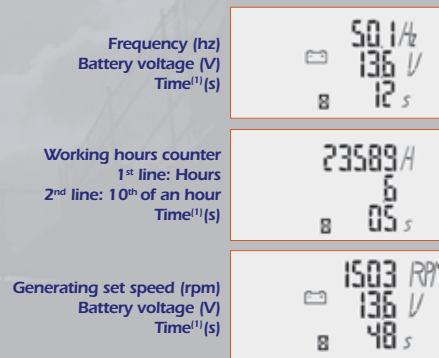 Frequency (hz)
Battery voltage (V)
Time(1)(s)
50.1 Hz
13.6 V
12 s
Working hours counter
1st line: Hours
2nd line: 10th of an hour
Time(1)(s)
23589 H
6
05 s
Generating set speed (rpm)
Battery voltage (V)
Time(1)(s)
1503 RPM
13.6 V
48 s